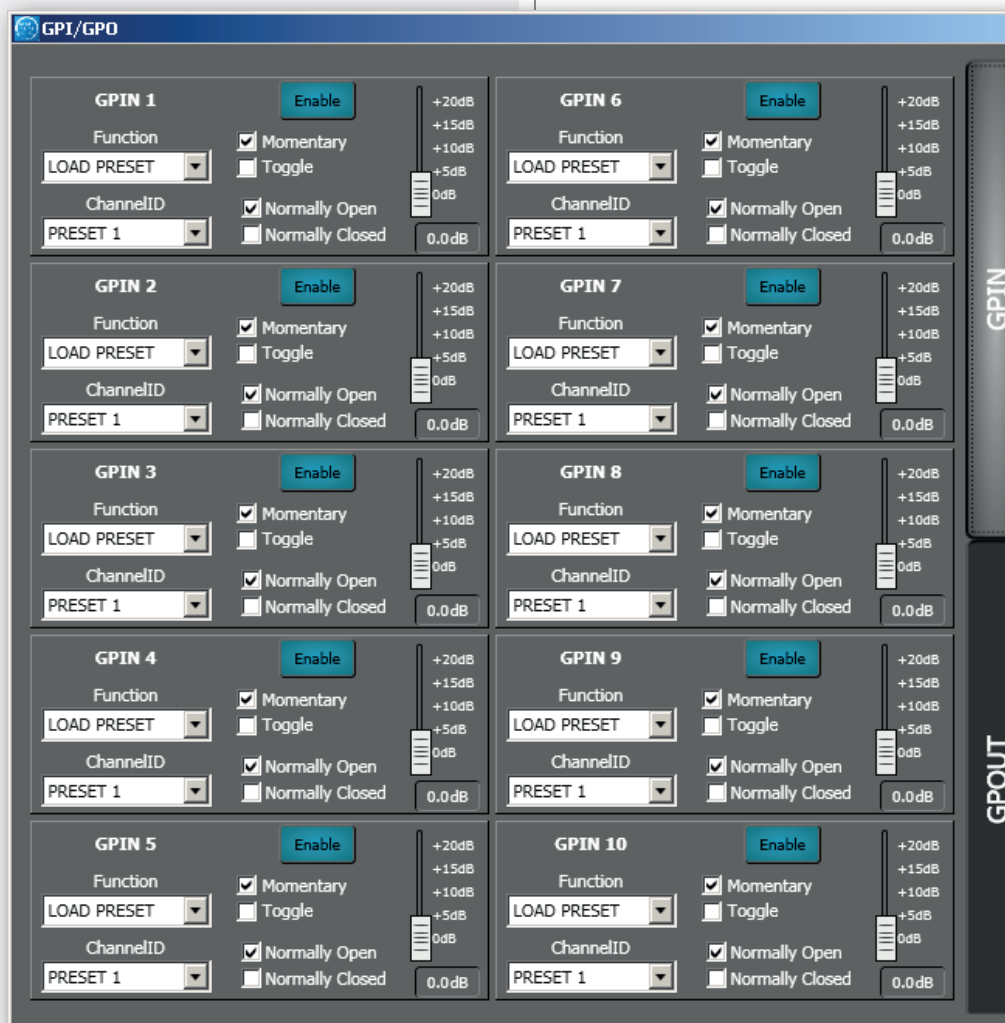 GPI/GPO
GPIN 1
Enable
Function
LOAD PRESET
Momentary
Toggle
ChannelID
PRESET 1
Normally Open
Normally Closed
+20dB
+15dB
+10dB
+5dB
0dB
0.0dB
GPIN 6
Enable
Function
LOAD PRESET
Momentary
Toggle
ChannelID
PRESET 1
Normally Open
Normally Closed
+20dB
+15dB
+10dB
+5dB
0dB
0.0dB
GPIN 2
Enable
Function
LOAD PRESET
Momentary
Toggle
ChannelID
PRESET 1
Normally Open
Normally Closed
+20dB
+15dB
+10dB
+5dB
0dB
0.0dB
GPIN 7
Enable
Function
LOAD PRESET
Momentary
Toggle
ChannelID
PRESET 1
Normally Open
Normally Closed
+20dB
+15dB
+10dB
+5dB
0dB
0.0dB
GPIN 3
Enable
Function
LOAD PRESET
Momentary
Toggle
ChannelID
PRESET 1
Normally Open
Normally Closed
+20dB
+15dB
+10dB
+5dB
0dB
0.0dB
GPIN 8
Enable
Function
LOAD PRESET
Momentary
Toggle
ChannelID
PRESET 1
Normally Open
Normally Closed
+20dB
+15dB
+10dB
+5dB
0dB
0.0dB
GPIN 4
Enable
Function
LOAD PRESET
Momentary
Toggle
ChannelID
PRESET 1
Normally Open
Normally Closed
+20dB
+15dB
+10dB
+5dB
0dB
0.0dB
GPIN 9
Enable
Function
LOAD PRESET
Momentary
Toggle
ChannelID
PRESET 1
Normally Open
Normally Closed
+20dB
+15dB
+10dB
+5dB
0dB
0.0dB
GPIN 5
Enable
Function
LOAD PRESET
Momentary
Toggle
ChannelID
PRESET 1
Normally Open
Normally Closed
+20dB
+15dB
+10dB
+5dB
0dB
0.0dB
GPIN 10
Enable
Function
LOAD PRESET
Momentary
Toggle
ChannelID
PRESET 1
Normally Open
Normally Closed
+20dB
+15dB
+10dB
+5dB
0dB
0.0dB
GPIN
GPOUT